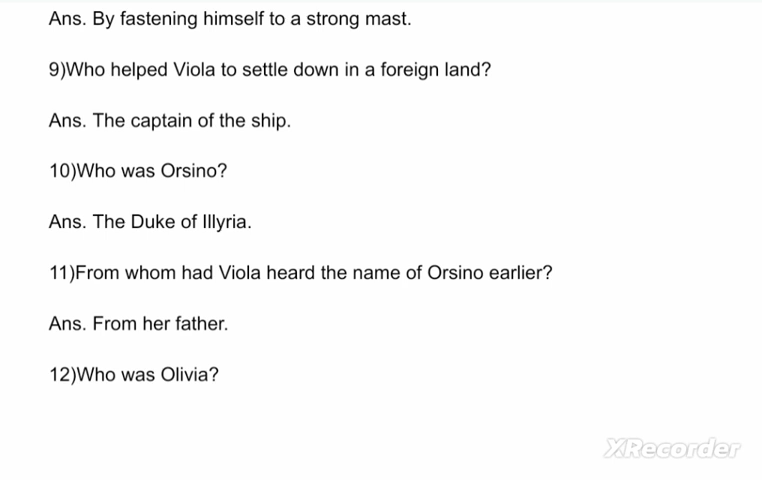 Ans. By fastening himself to a strong mast.
9)Who helped Viola to settle down in a foreign land?
Ans. The captain of the ship.
10)Who was Orsino?
Ans. The Duke of Illyria.
11)From whom had Viola heard the name of Orsino earlier?
Ans. From her father.
12)Who was Olivia?
XRecorder